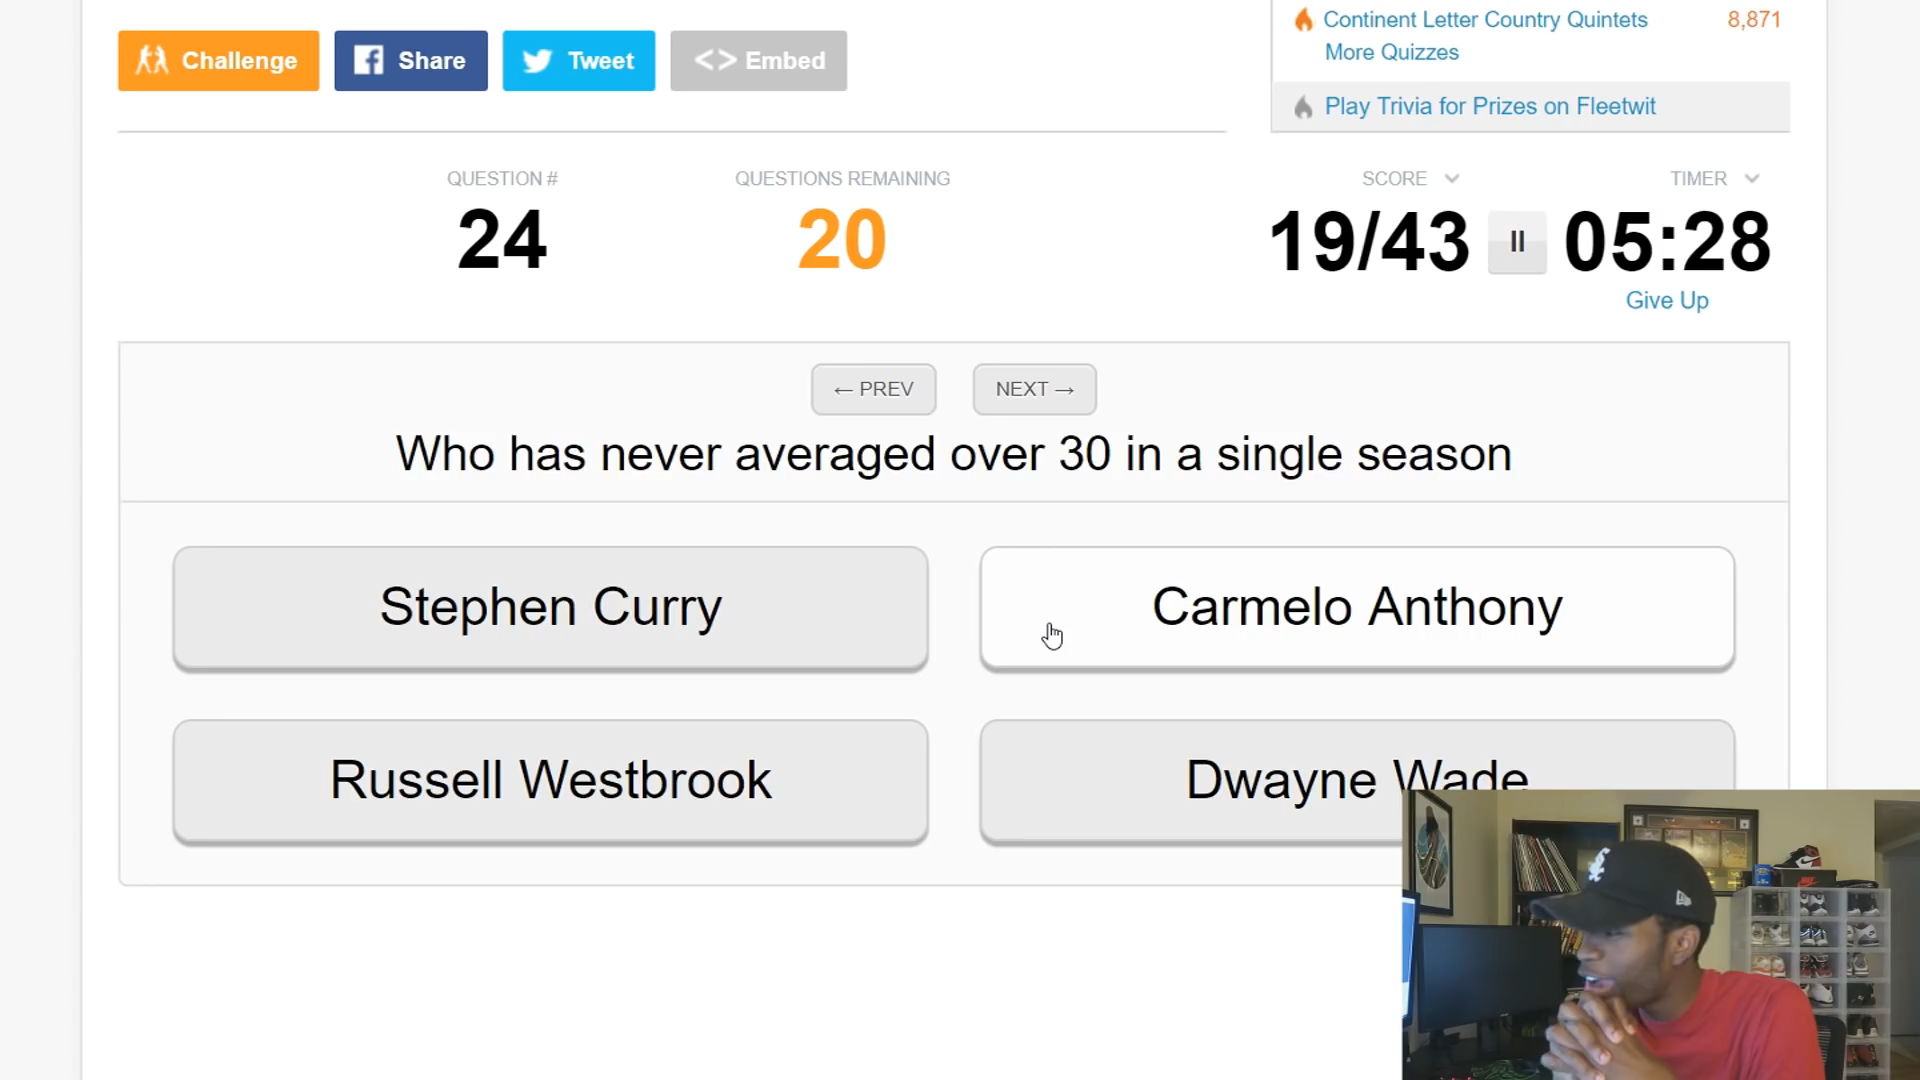 Continent Letter Country Quintets 8,871
More Quizzes
Play Trivia for Prizes on Fleetwit
Challenge
Share
Tweet
<> Embed
QUESTION #
24
QUESTIONS REMAINING
20
SCORE
19/43
TIMER
05:28
Give Up
← PREV
NEXT →
Who has never averaged over 30 in a single season
Stephen Curry
Carmelo Anthony
Russell Westbrook
Dwayne Wade